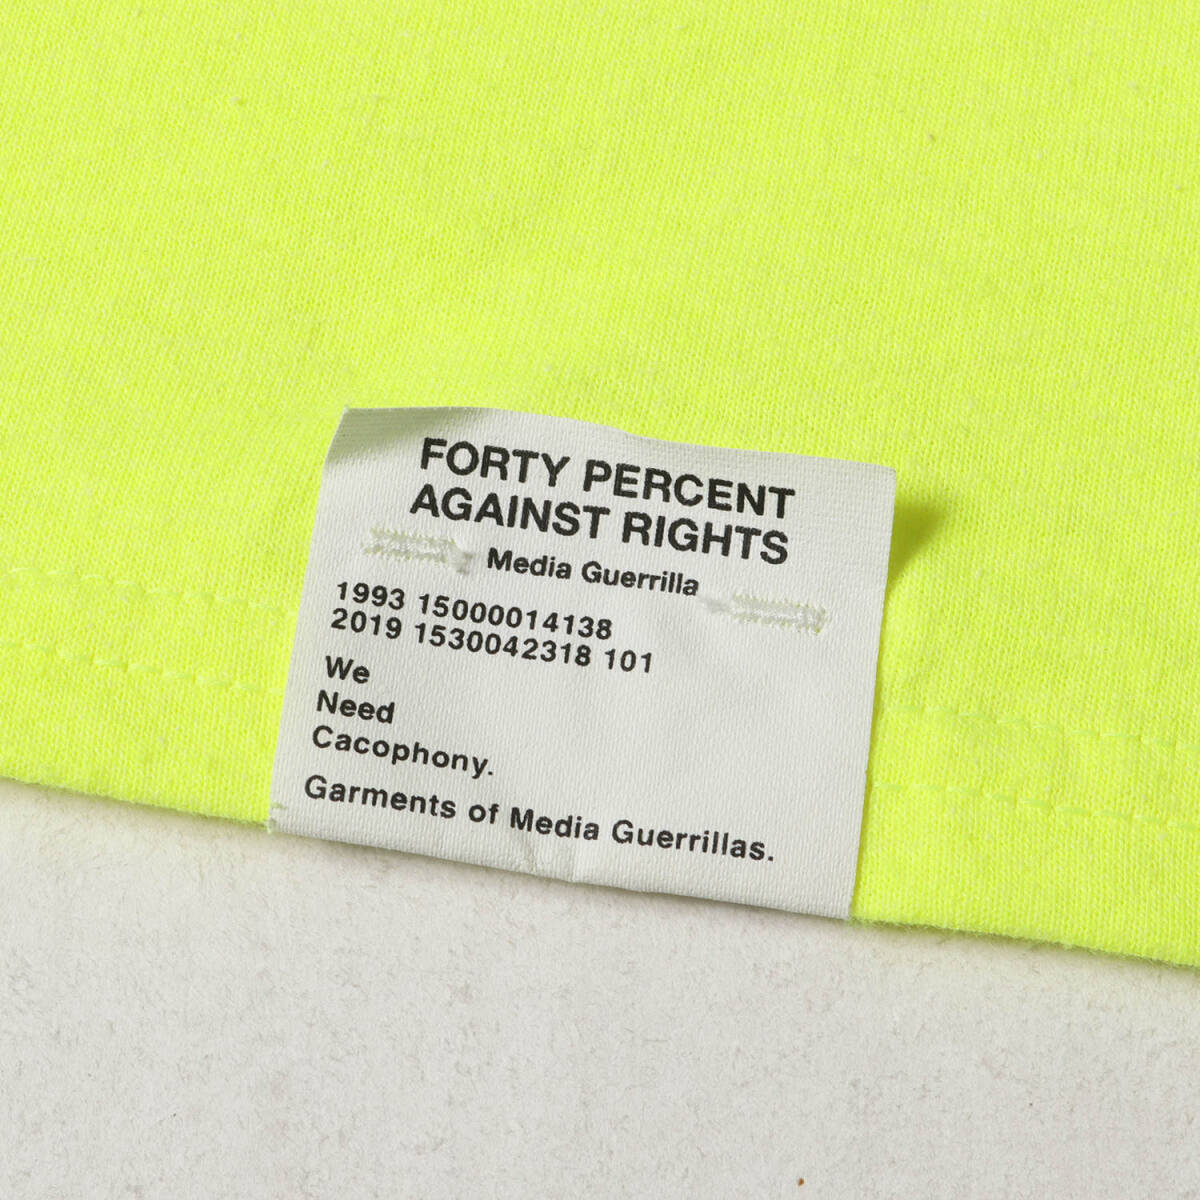 FORTY PERCENT
AGAINST RIGHTS
Media Guerrilla
1993 15000014138
2019 1530042318 101
We
Need
Cacophony.
Garments of Media Guerrillas.